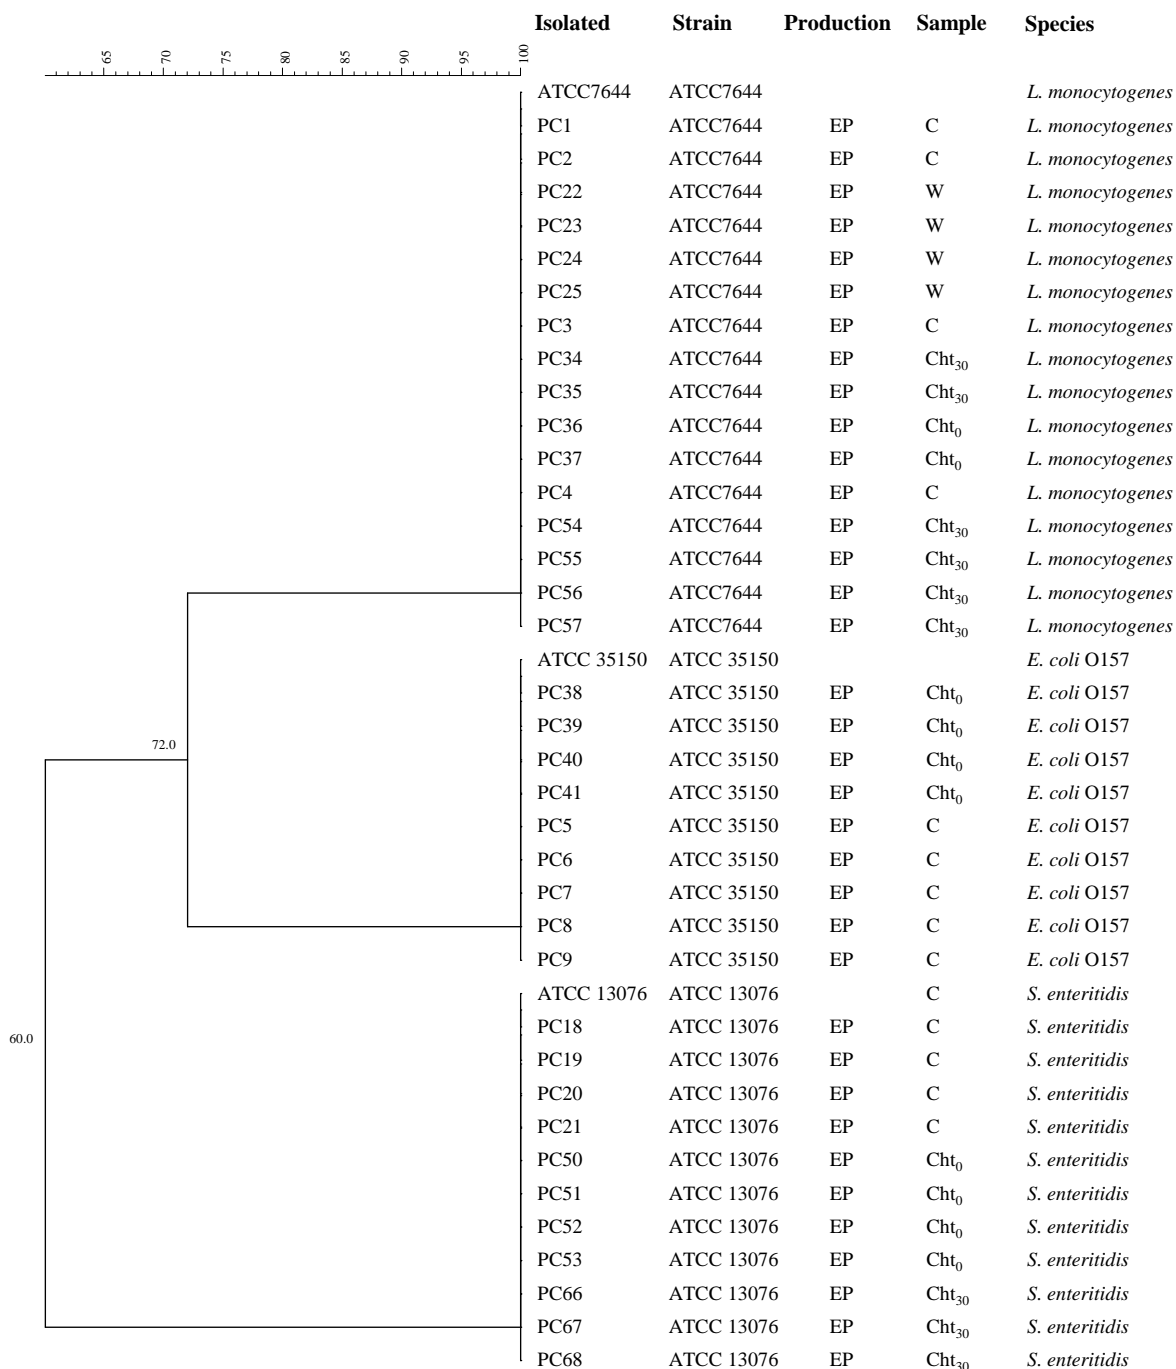 Isolated Strain Production Sample Species
65 70 75 80 85 90 95 100
ATCC7644 ATCC7644 L. monocytogenes
PC1 ATCC7644 EP C L. monocytogenes
PC2 ATCC7644 EP C L. monocytogenes
PC22 ATCC7644 EP W L. monocytogenes
PC23 ATCC7644 EP W L. monocytogenes
PC24 ATCC7644 EP W L. monocytogenes
PC25 ATCC7644 EP W L. monocytogenes
PC3 ATCC7644 EP C L. monocytogenes
PC34 ATCC7644 EP Cht30 L. monocytogenes
PC35 ATCC7644 EP Cht30 L. monocytogenes
PC36 ATCC7644 EP Cht0 L. monocytogenes
PC37 ATCC7644 EP Cht0 L. monocytogenes
PC4 ATCC7644 EP C L. monocytogenes
PC54 ATCC7644 EP Cht30 L. monocytogenes
PC55 ATCC7644 EP Cht30 L. monocytogenes
PC56 ATCC7644 EP Cht30 L. monocytogenes
PC57 ATCC7644 EP Cht30 L. monocytogenes
ATCC 35150 ATCC 35150 E. coli O157
PC38 ATCC 35150 EP Cht0 E. coli O157
PC39 ATCC 35150 EP Cht0 E. coli O157
72.0
PC40 ATCC 35150 EP Cht0 E. coli O157
PC41 ATCC 35150 EP Cht0 E. coli O157
PC5 ATCC 35150 EP C E. coli O157
PC6 ATCC 35150 EP C E. coli O157
PC7 ATCC 35150 EP C E. coli O157
PC8 ATCC 35150 EP C E. coli O157
PC9 ATCC 35150 EP C E. coli O157
ATCC 13076 ATCC 13076 C S. enteritidis
PC18 ATCC 13076 EP C S. enteritidis
60.0
PC19 ATCC 13076 EP C S. enteritidis
PC20 ATCC 13076 EP C S. enteritidis
PC21 ATCC 13076 EP C S. enteritidis
PC50 ATCC 13076 EP Cht0 S. enteritidis
PC51 ATCC 13076 EP Cht0 S. enteritidis
PC52 ATCC 13076 EP Cht0 S. enteritidis
PC53 ATCC 13076 EP Cht0 S. enteritidis
PC66 ATCC 13076 EP Cht30 S. enteritidis
PC67 ATCC 13076 EP Cht30 S. enteritidis
PC68 ATCC 13076 EP Cht30 S. enteritidis